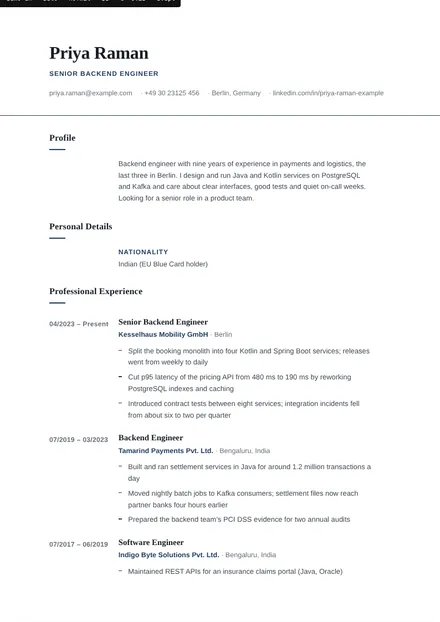 Priya Raman
SENIOR BACKEND ENGINEER
priya.raman@example.com · +49 30 23125 456 · Berlin, Germany · linkedin.com/in/priya-raman-example
Profile
Backend engineer with nine years of experience in payments and logistics, the
last three in Berlin. I design and run Java and Kotlin services on PostgreSQL
and Kafka and care about clear interfaces, good tests and quiet on-call weeks.
Looking for a senior role in a product team.
Personal Details
NATIONALITY
Indian (EU Blue Card holder)
Professional Experience
04/2023 – Present Senior Backend Engineer
Kesselhaus Mobility GmbH · Berlin
– Split the booking monolith into four Kotlin and Spring Boot services; releases
went from weekly to daily
– Cut p95 latency of the pricing API from 480 ms to 190 ms by reworking
PostgreSQL indexes and caching
– Introduced contract tests between eight services; integration incidents fell
from about six to two per quarter
07/2019 – 03/2023 Backend Engineer
Tamarind Payments Pvt. Ltd. · Bengaluru, India
– Built and ran settlement services in Java for around 1.2 million transactions a
day
– Moved nightly batch jobs to Kafka consumers; settlement files now reach
partner banks four hours earlier
– Prepared the backend team's PCI DSS evidence for two annual audits
07/2017 – 06/2019 Software Engineer
Indigo Byte Solutions Pvt. Ltd. · Bengaluru, India
– Maintained REST APIs for an insurance claims portal (Java, Oracle)